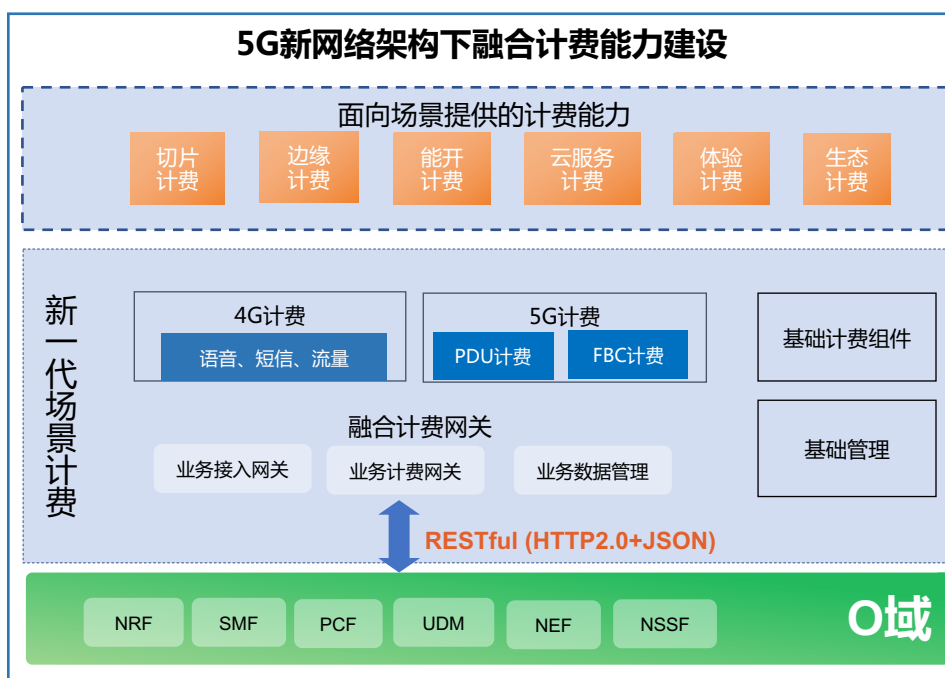 5G新网络架构下融合计费能力建设
面向场景提供的计费能力
切片
计费
边缘
计费
能开
计费
云服务
计费
体验
计费
生态
计费
新一代场景计费
4G计费
语音、短信、流量
5G计费
PDU计费
FBC计费
基础计费组件
融合计费网关
业务接入网关
业务计费网关
业务数据管理
基础管理
RESTful (HTTP2.0+JSON)
NRF
SMF
PCF
UDM
NEF
NSSF
O域